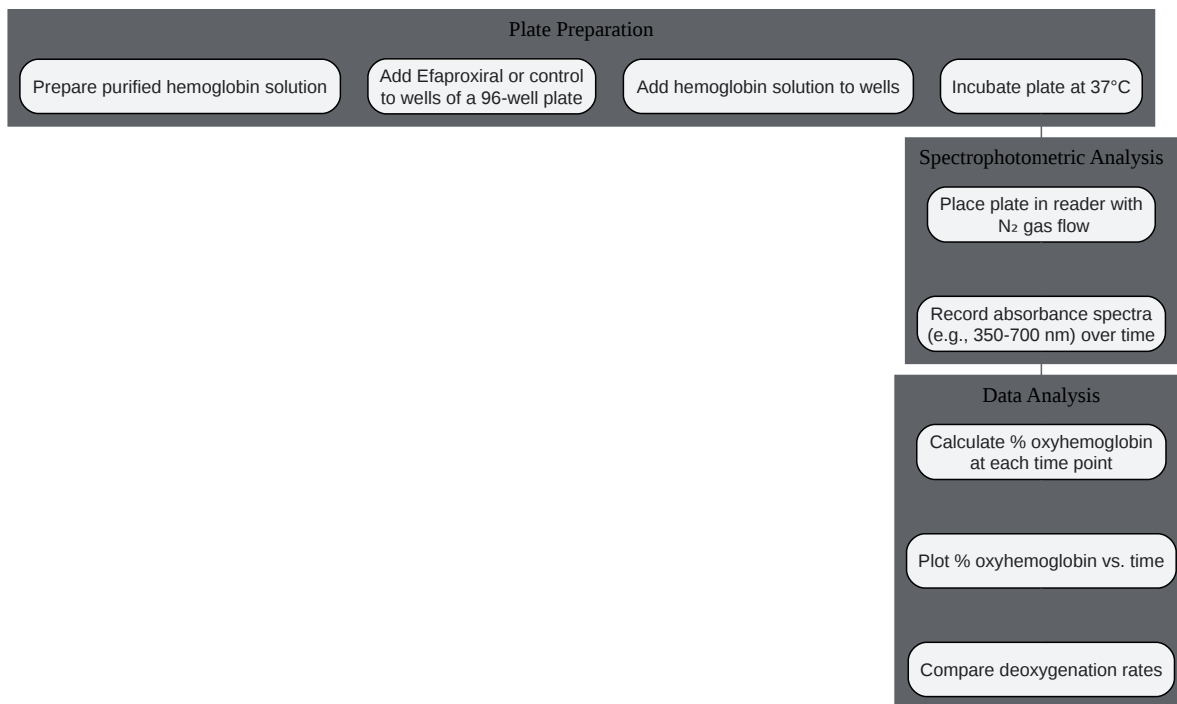 Plate Preparation
Prepare purified hemoglobin solution
Add Efaproxiral or control
to wells of a 96-well plate
Add hemoglobin solution to wells
Incubate plate at 37°C
Spectrophotometric Analysis
Place plate in reader with
N₂ gas flow
Record absorbance spectra
(e.g., 350-700 nm) over time
Data Analysis
Calculate % oxyhemoglobin
at each time point
Plot % oxyhemoglobin vs. time
Compare deoxygenation rates